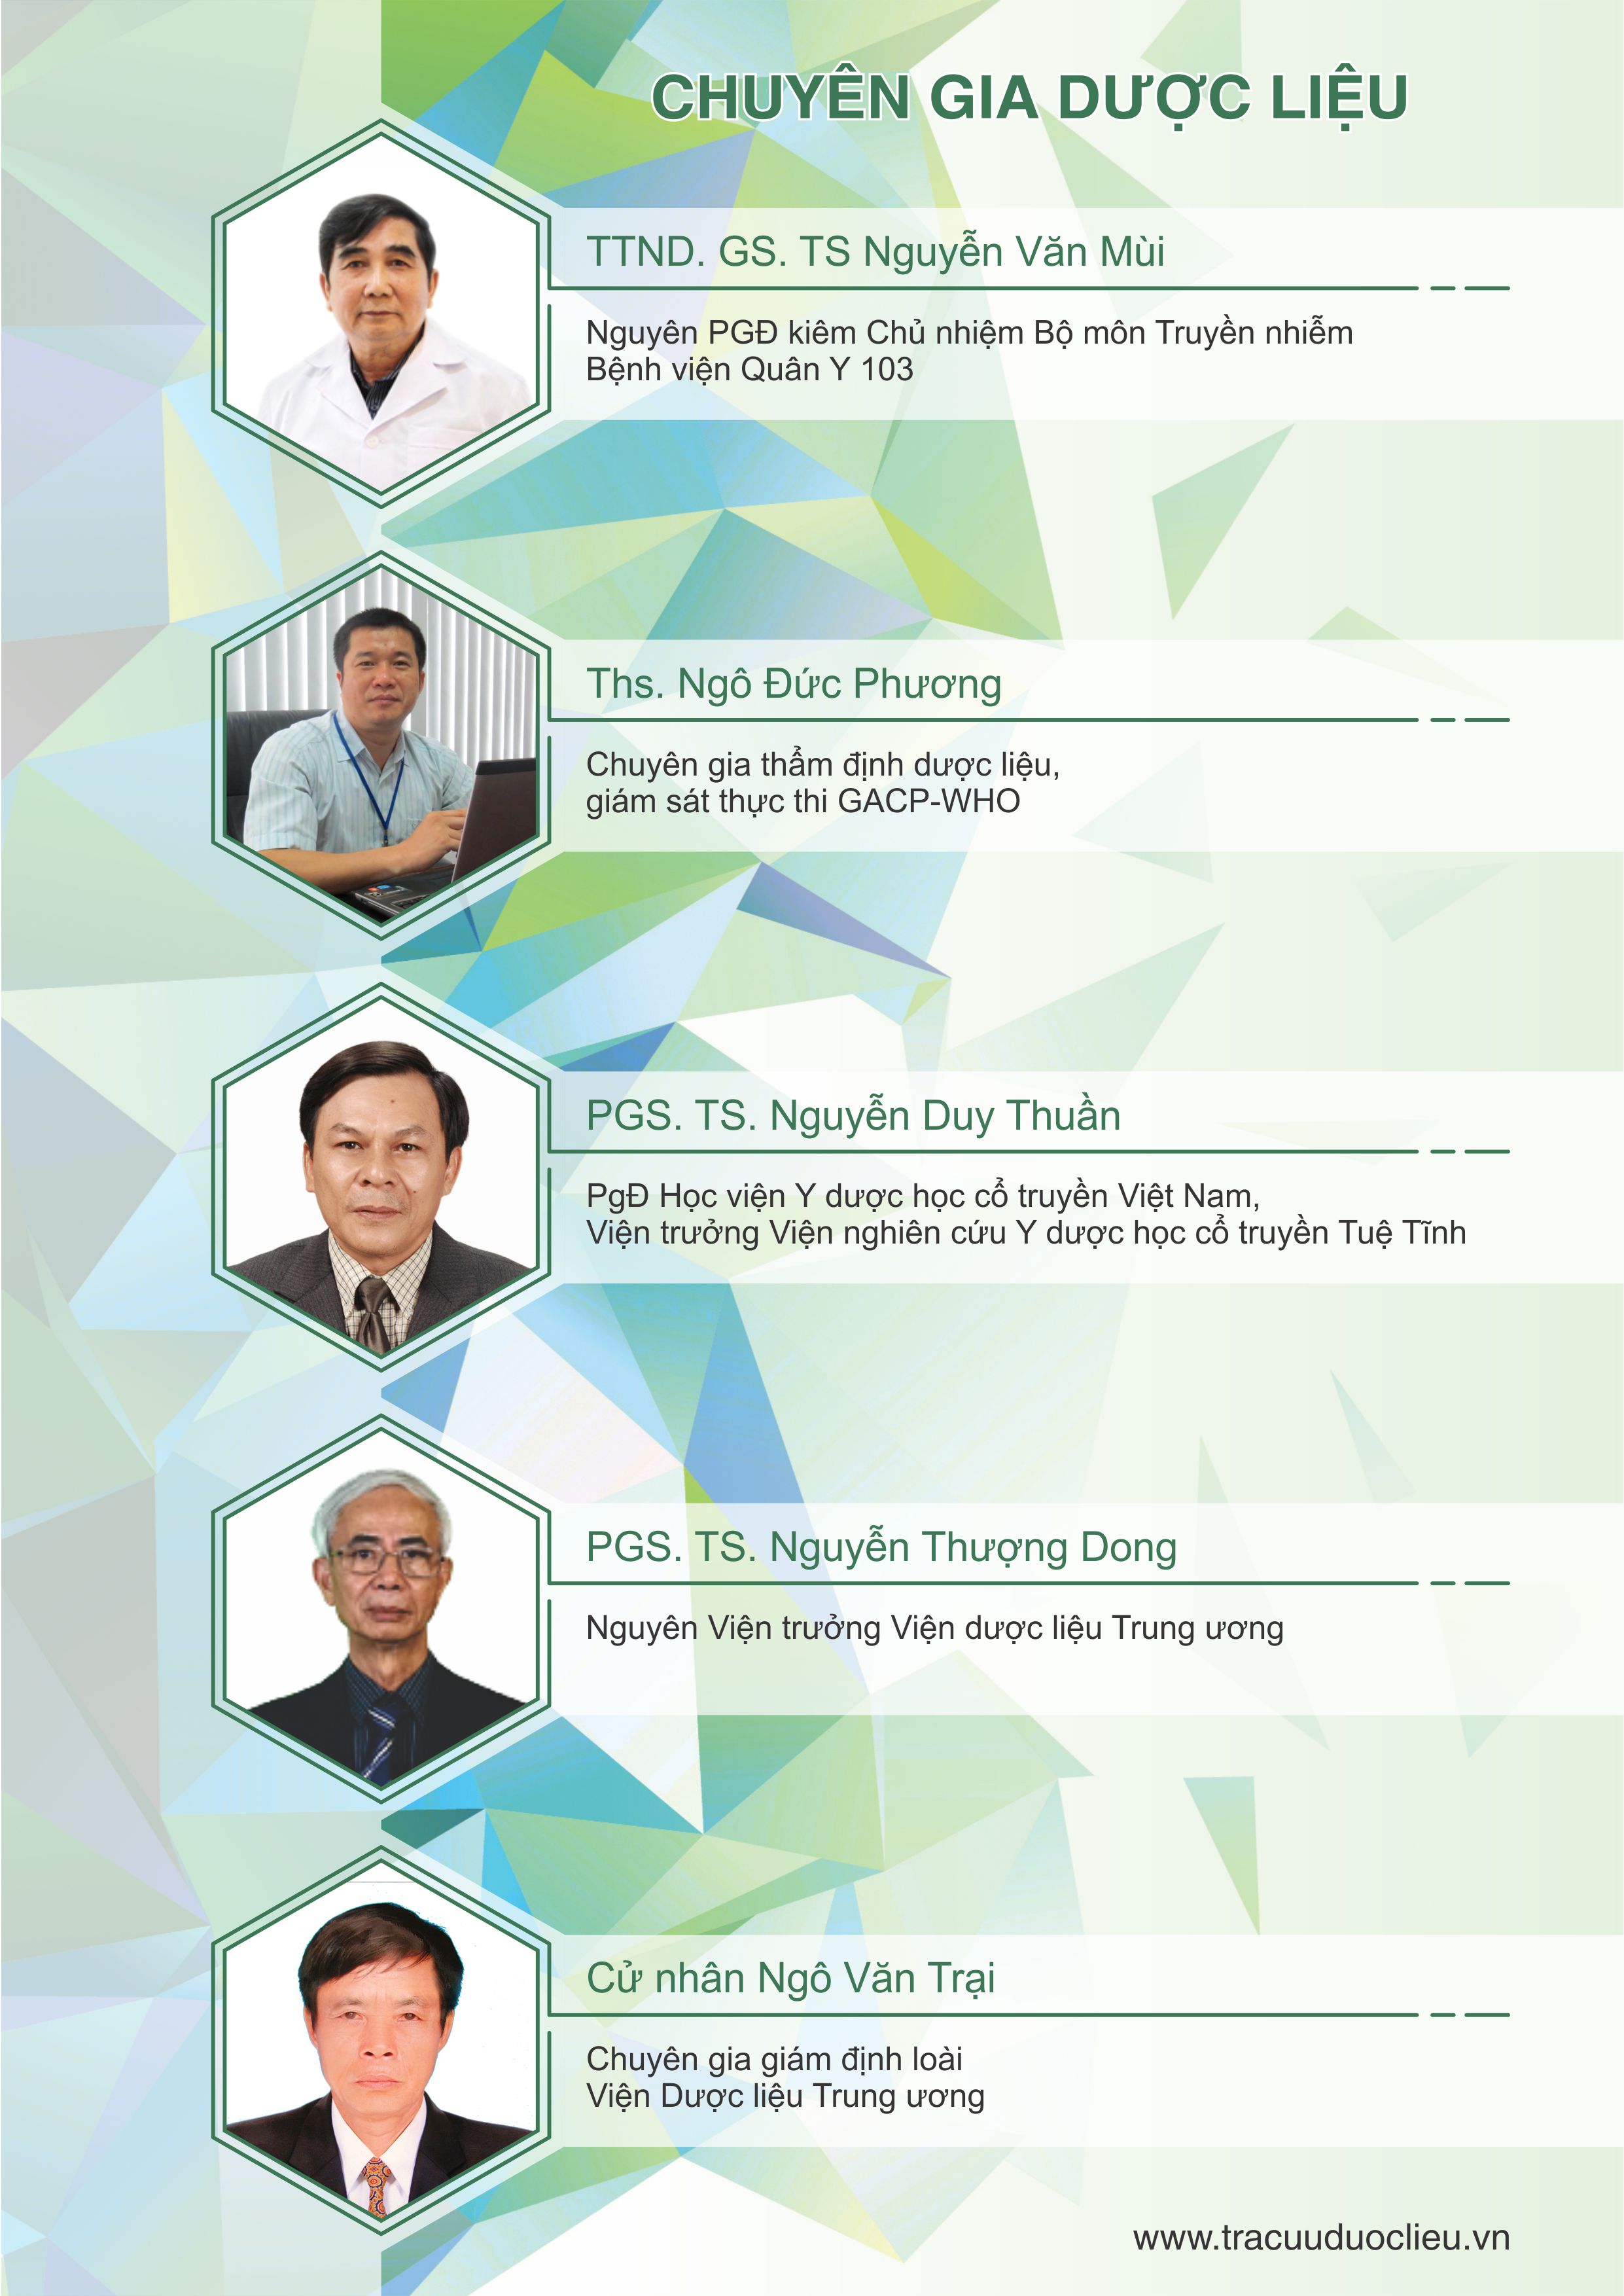 CHUYÊN GIA DƯỢC LIỆU
TTND. GS. TS Nguyễn Văn Mùi
Nguyên PGĐ kiêm Chủ nhiệm Bộ môn Truyền nhiễm
Bệnh viện Quân Y 103
Ths. Ngô Đức Phương
Chuyên gia thẩm định dược liệu,
giám sát thực thi GACP-WHO
PGS. TS. Nguyễn Duy Thuần
PgĐ Học viện Y dược học cổ truyền Việt Nam,
Viện trưởng Viện nghiên cứu Y dược học cổ truyền Tuệ Tĩnh
PGS. TS. Nguyễn Thượng Dong
Nguyên Viện trưởng Viện dược liệu Trung ương
Cử nhân Ngô Văn Trại
Chuyên gia giám định loài
Viện Dược liệu Trung ương
www.tracuuduoclieu.vn